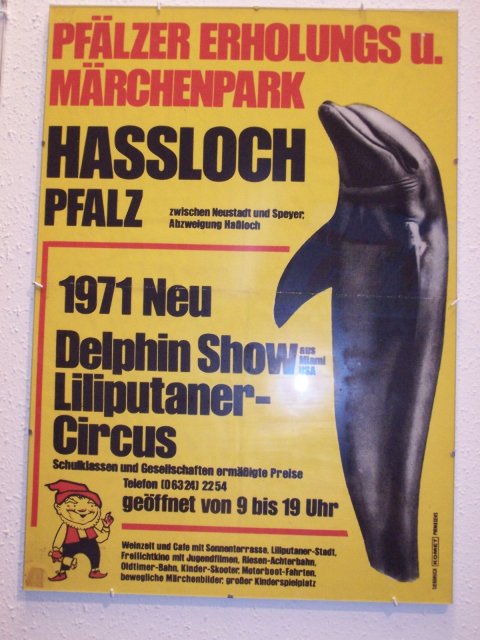 PFÄLZER ERHOLUNGS u.
MÄRCHENPARK
HASSLOCH
PFALZ
zwischen Neustadt und Speyer,
Abzweigung Haßloch
1971 Neu
Delphin Show aus Miami USA
Liliputaner-
Circus
Schulklassen und Gesellschaften ermäßigte Preise
Telefon (06324) 2254
geöffnet von 9 bis 19 Uhr
Weinzelt und Cafe mit Sonnenterrasse, Liliputaner-Stadt,
Freilichtkino mit Jugendfilmen, Riesen-Achterbahn,
Oldtimer-Bahn, Kinder-Skooter, Motorboot-Fahrten,
bewegliche Märchenbilder, großer Kinderspielplatz
KOMET PIRMASENS